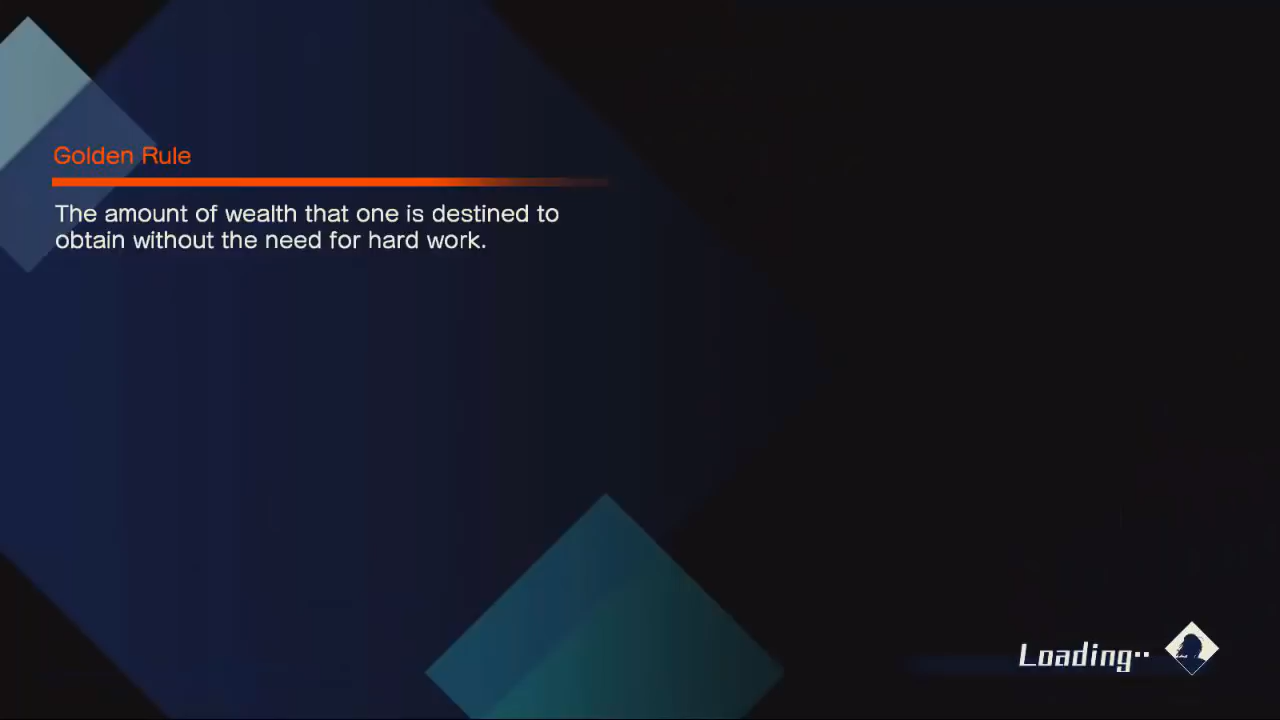 Golden Rule
The amount of wealth that one is destined to
obtain without the need for hard work.
Loading··